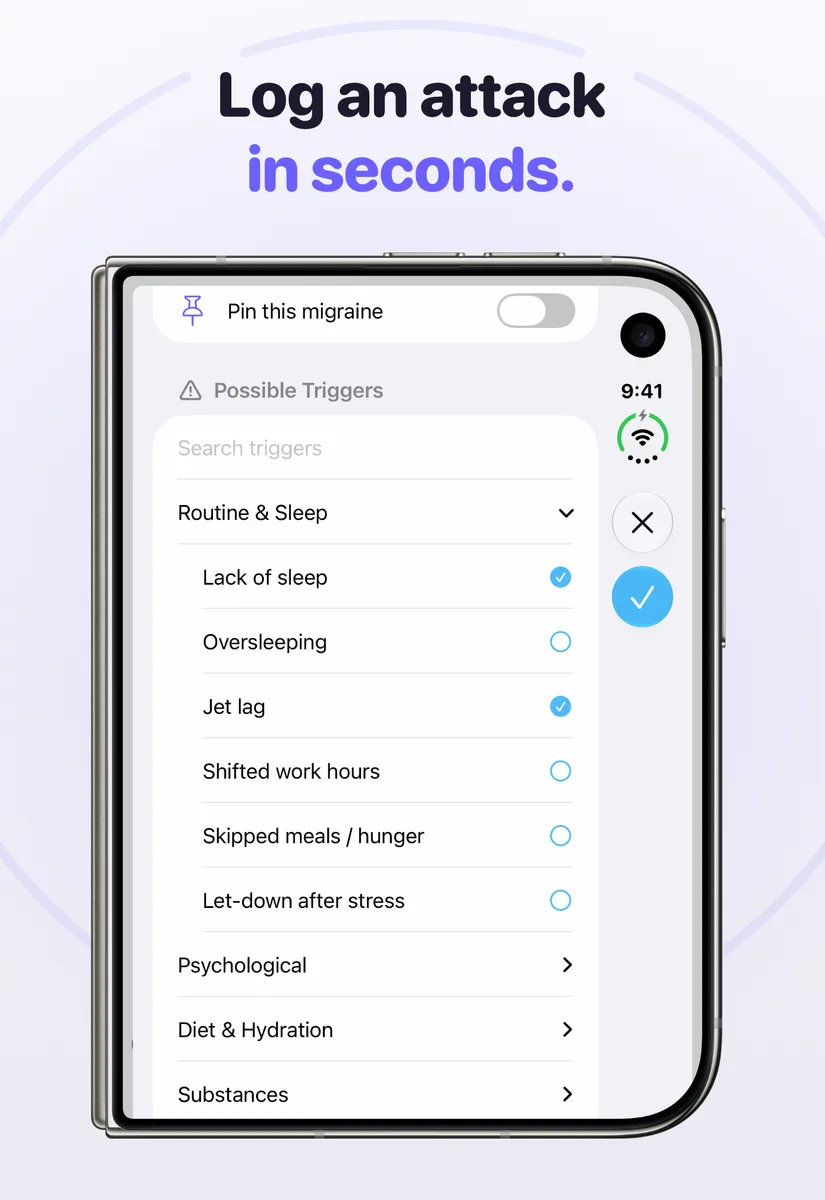 Log an attack
in seconds.
Pin this migraine
Possible Triggers
9:41
Search triggers
Routine & Sleep
Lack of sleep
Oversleeping
Jet lag
Shifted work hours
Skipped meals / hunger
Let-down after stress
Psychological
Diet & Hydration
Substances